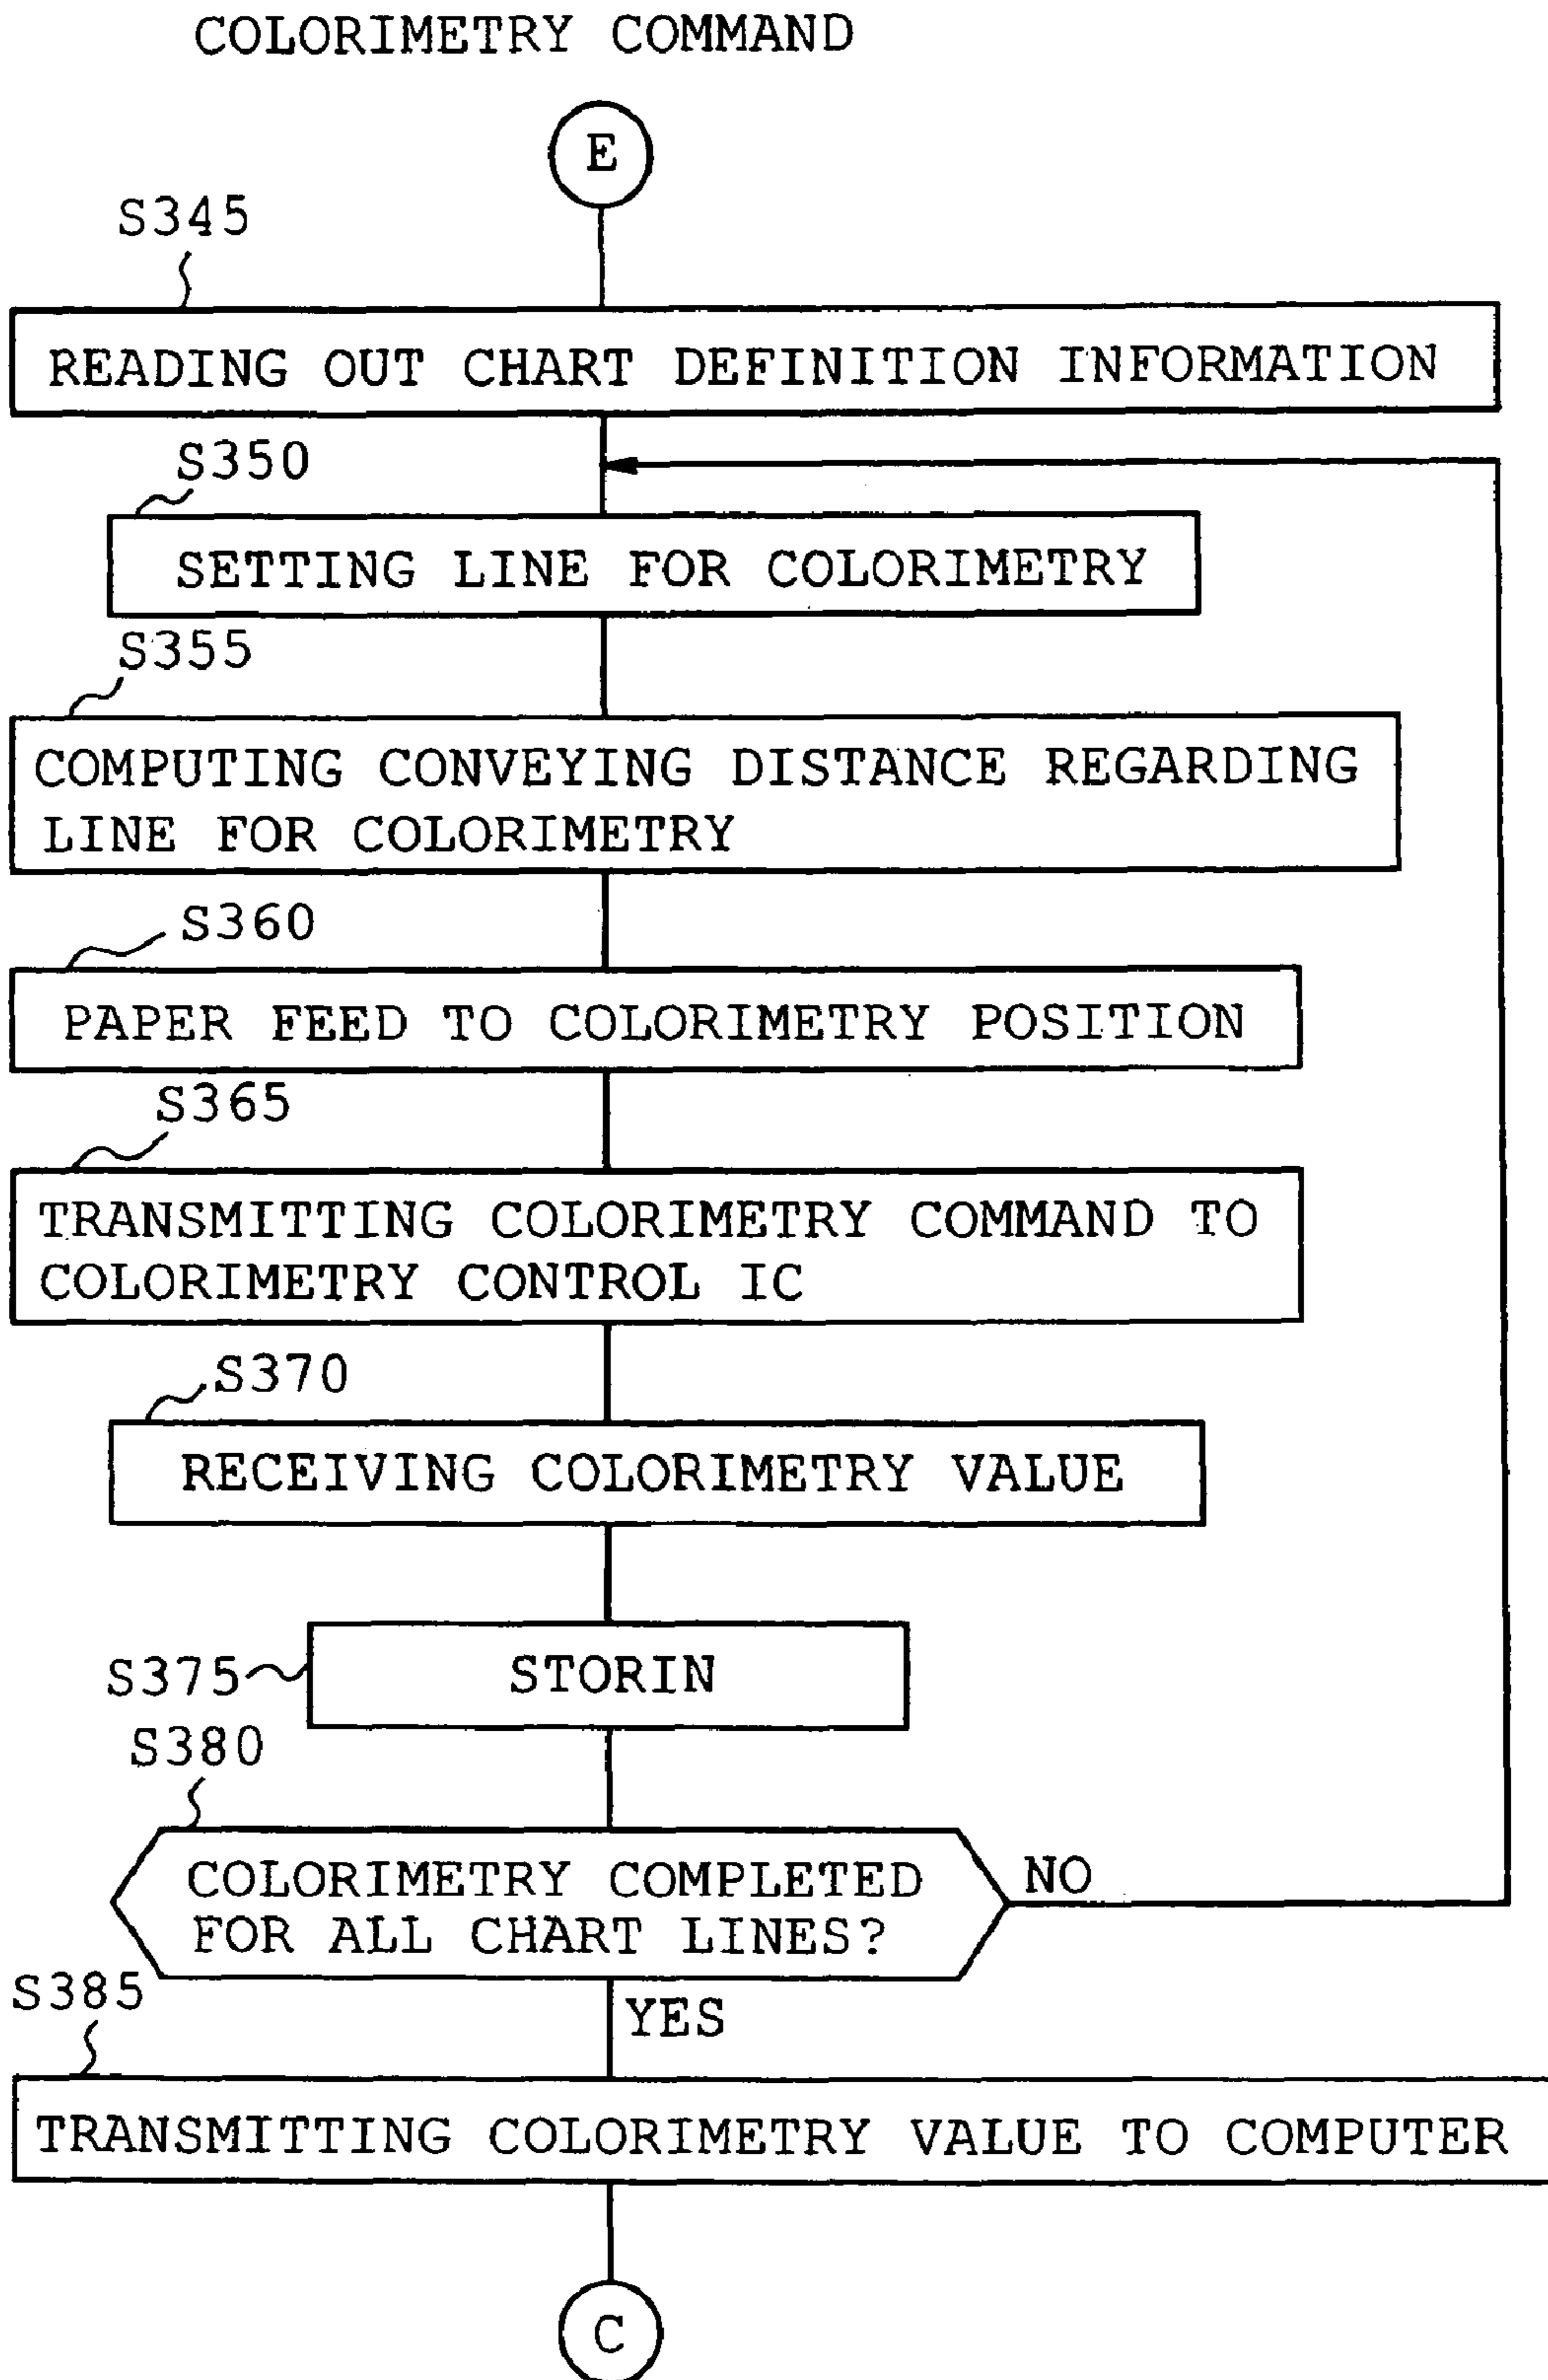 COLORIMETRY COMMAND
E
S345
READING OUT CHART DEFINITION INFORMATION
S350
SETTING LINE FOR COLORIMETRY
S355
COMPUTING CONVEYING DISTANCE REGARDING
LINE FOR COLORIMETRY
S360
PAPER FEED TO COLORIMETRY POSITION
S365
TRANSMITTING COLORIMETRY COMMAND TO
COLORIMETRY CONTROL IC
S370
RECEIVING COLORIMETRY VALUE
S375
STORIN
S380
COLORIMETRY COMPLETED
FOR ALL CHART LINES?
NO
YES
S385
TRANSMITTING COLORIMETRY VALUE TO COMPUTER
C